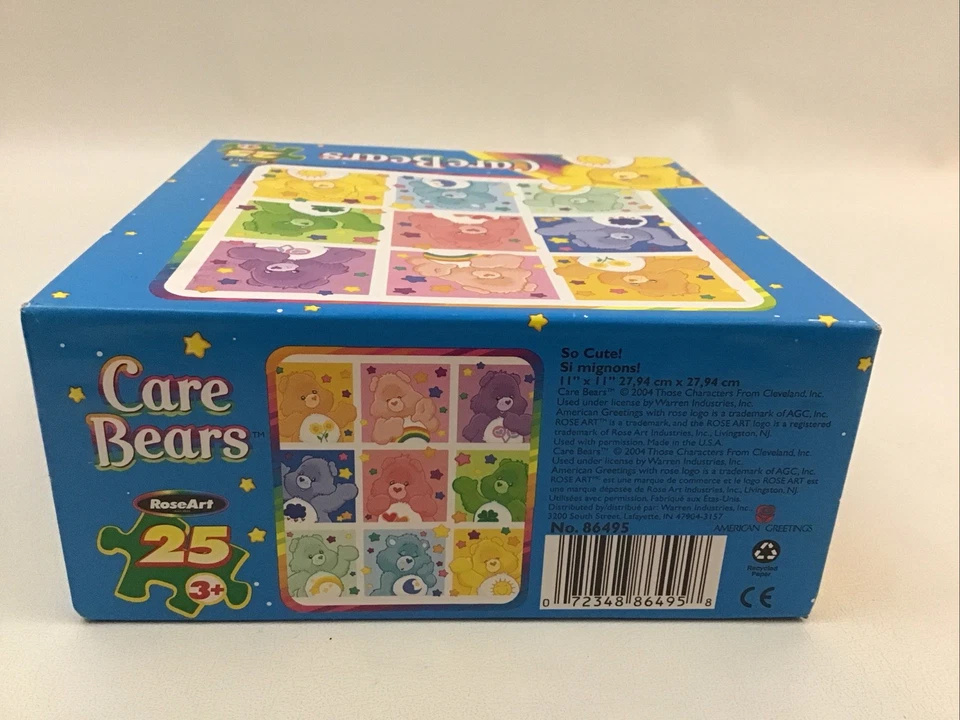 25
Care Bears
Care
Bears™
RoseArt
25
3+
So Cute!
Si mignons!
11" x 11" 27,94 cm x 27,94 cm
Care Bears™ © 2004 Those Characters From Cleveland, Inc.
Used under license by Warren Industries, Inc.
American Greetings with rose logo is a trademark of AGC, Inc.
ROSE ART™ is a trademark, and the ROSE ART logo is a registered
trademark of Rose Art Industries, Inc., Livingston, NJ.
Used with permission. Made in the U.S.A.
Care Bears™ © 2004 Those Characters From Cleveland, Inc.
Used under license by Warren Industries, Inc.
American Greetings with rose logo is a trademark of AGC, Inc.
ROSE ART™ est une marque de commerce et le logo ROSE ART est
une marque déposée de Rose Art Industries, Inc., Livingston, NJ.
Utilisées avec permission. Fabriqué aux États-Unis.
Distributed by/distribué par Warren Industries, Inc.,
3200 South Street, Lafayette, IN 47904-3157
No. 86495
AMERICAN GREETINGS
0 72348 86495 8
Recycled
Paper
CE